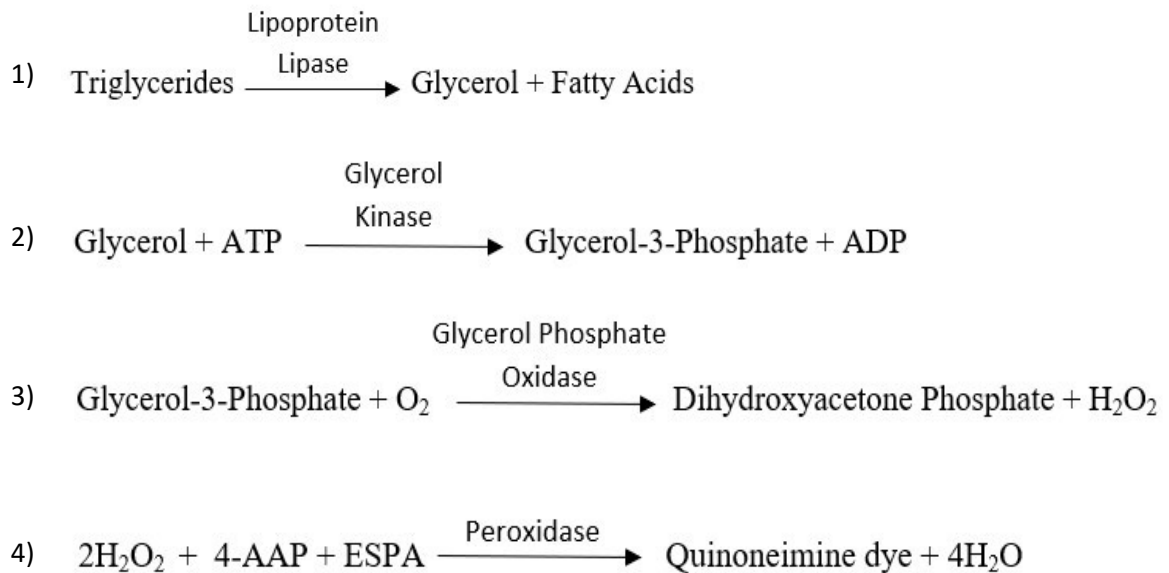 Lipoprotein
Lipase
1) Triglycerides → Glycerol + Fatty Acids
Glycerol
Kinase
2) Glycerol + ATP → Glycerol-3-Phosphate + ADP
Glycerol Phosphate
Oxidase
3) Glycerol-3-Phosphate + O₂ → Dihydroxyacetone Phosphate + H₂O₂
Peroxidase
4) 2H₂O₂ + 4-AAP + ESPA → Quinoneimine dye + 4H₂O